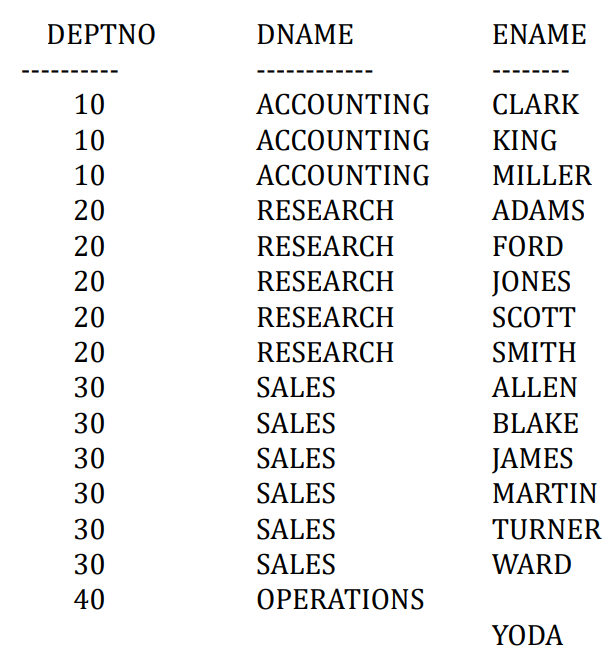 DEPTNO DNAME ENAME
---------- ------------ --------
10 ACCOUNTING CLARK
10 ACCOUNTING KING
10 ACCOUNTING MILLER
20 RESEARCH ADAMS
20 RESEARCH FORD
20 RESEARCH JONES
20 RESEARCH SCOTT
20 RESEARCH SMITH
30 SALES ALLEN
30 SALES BLAKE
30 SALES JAMES
30 SALES MARTIN
30 SALES TURNER
30 SALES WARD
40 OPERATIONS
YODA